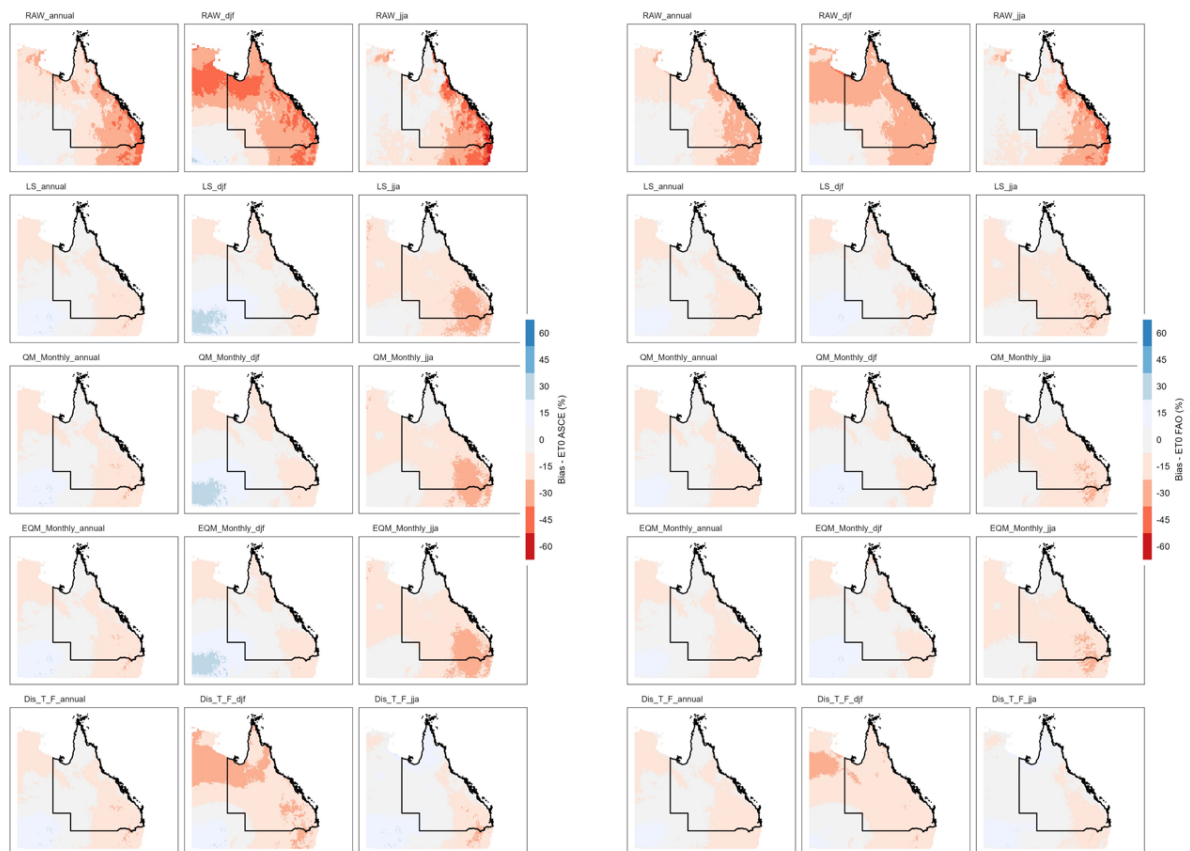 RAW_annual RAW_djf RAW_jja RAW_annual RAW_djf RAW_jja
LS_annual LS_djf LS_jja LS_annual LS_djf LS_jja
QM_Monthly_annual QM_Monthly_djf QM_Monthly_jja QM_Monthly_annual QM_Monthly_djf QM_Monthly_jja
EQM_Monthly_annual EQM_Monthly_djf EQM_Monthly_jja EQM_Monthly_annual EQM_Monthly_djf EQM_Monthly_jja
Dis_T_F_annual Dis_T_F_djf Dis_T_F_jja Dis_T_F_annual Dis_T_F_djf Dis_T_F_jja
60
45
30
15
0
-15
-30
-45
-60
Bias - ET0 ASCE (%)
60
45
30
15
0
-15
-30
-45
-60
Bias - ET0 FAO (%)